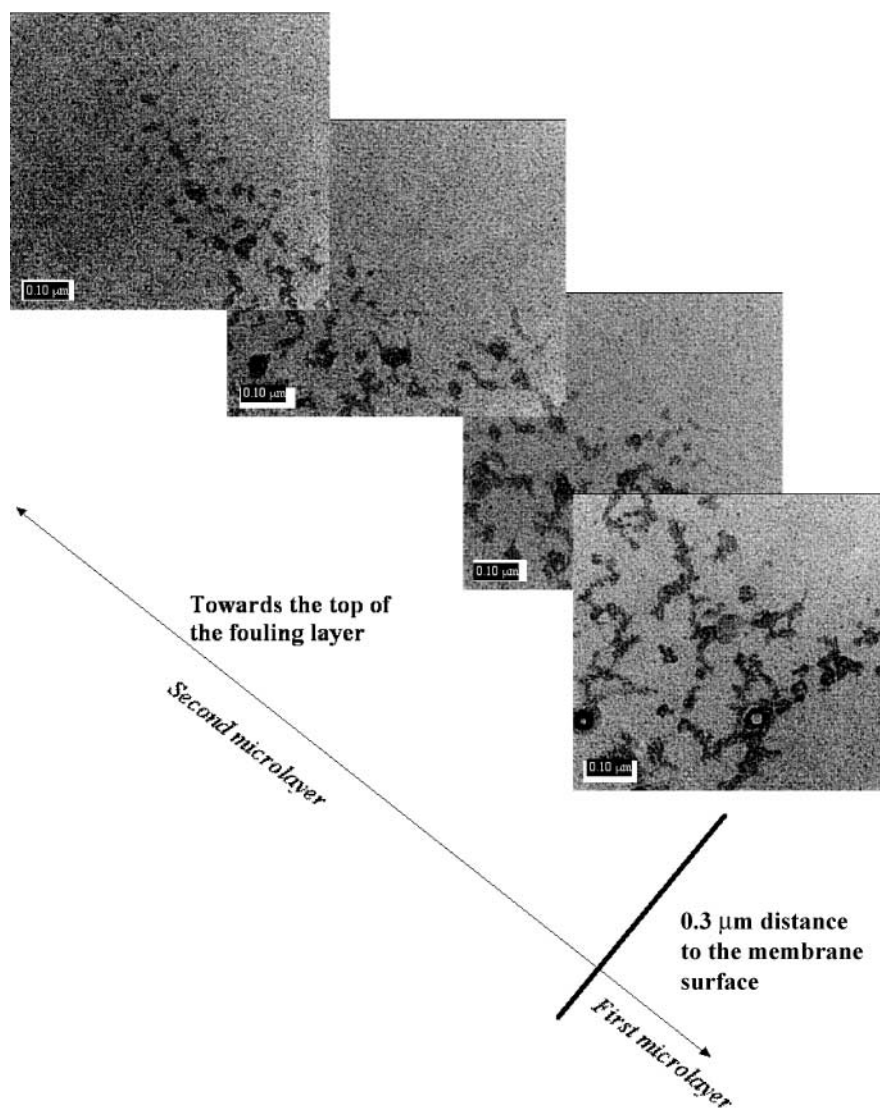 0.10 μm
0.10 μm
0.10 μm
0.10 μm
Towards the top of
the fouling layer
Second microlayer
0.3 μm distance
to the membrane
surface
First microlayer